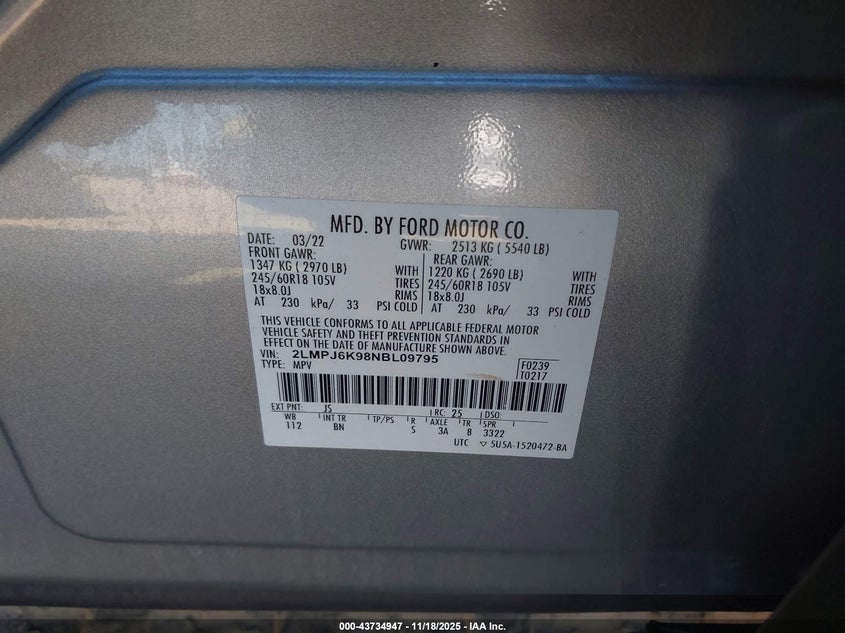 MFD. BY FORD MOTOR CO.
DATE: 03/22 GVWR: 2513 KG ( 5540 LB)
FRONT GAWR: REAR GAWR:
1347 KG ( 2970 LB) WITH 1220 KG ( 2690 LB) WITH
245/60R18 105V TIRES 245/60R18 105V TIRES
18x8.0J RIMS 18x8.0J RIMS
AT 230 kPa/ 33 PSI COLD AT 230 kPa/ 33 PSI COLD
THIS VEHICLE CONFORMS TO ALL APPLICABLE FEDERAL MOTOR
VEHICLE SAFETY AND THEFT PREVENTION STANDARDS IN
EFFECT ON THE DATE OF MANUFACTURE SHOWN ABOVE.
VIN: 2LMPJ6K98NBL09795 F0239
TYPE: MPV T0217
EXT PNT: JS RC: 25 DSO:
WB INT TR TP/PS R AXLE TR SPR
112 BN S 3A 8 3322
UTC ▽ 5U5A-1520472-BA
000-43734947 - 11/18/2025 - IAA Inc.